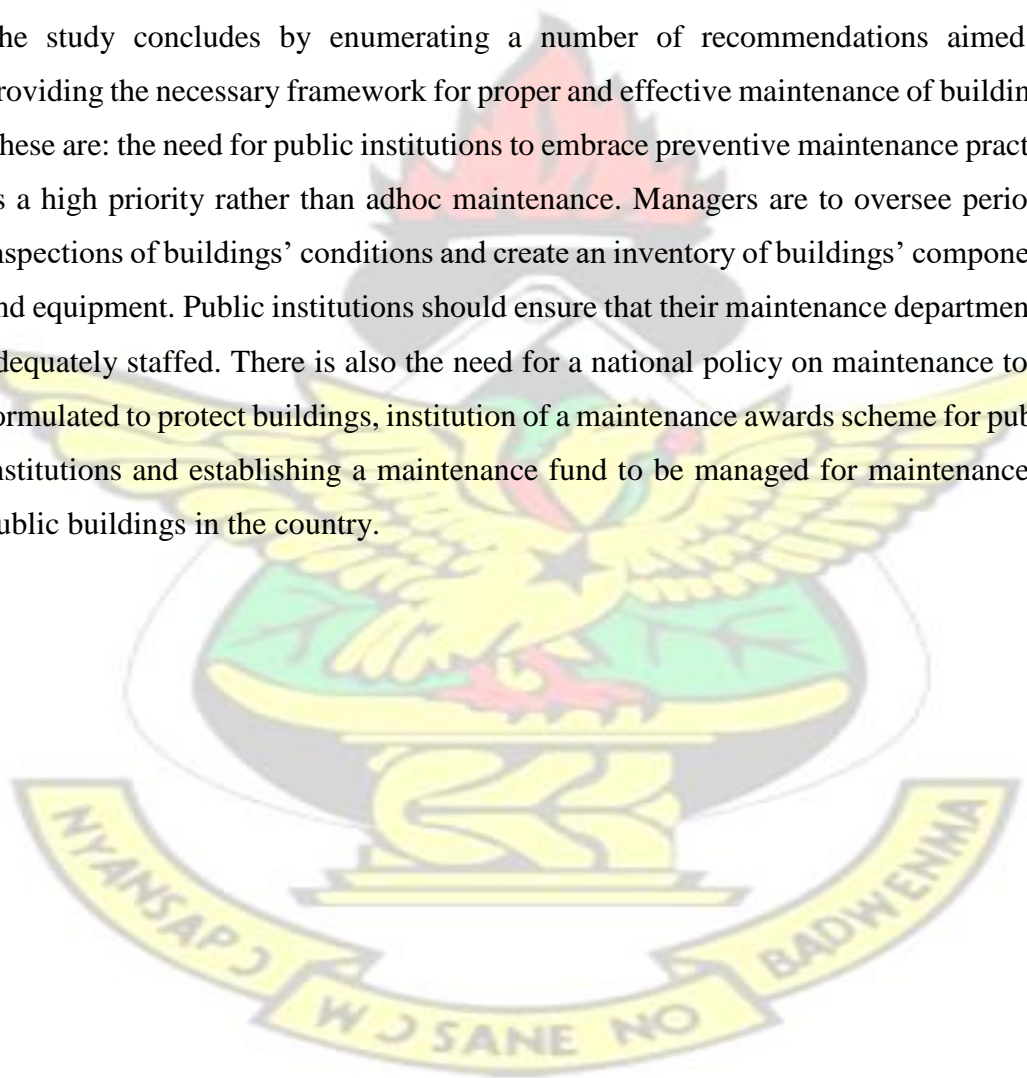 he study concludes by enumerating a number of recommendations aimed
roviding the necessary framework for proper and effective maintenance of buildin
hese are: the need for public institutions to embrace preventive maintenance pract
s a high priority rather than adhoc maintenance. Managers are to oversee perio
nspections of buildings’ conditions and create an inventory of buildings’ compone
nd equipment. Public institutions should ensure that their maintenance departmen
dequately staffed. There is also the need for a national policy on maintenance to
ormulated to protect buildings, institution of a maintenance awards scheme for pub
nstitutions and establishing a maintenance fund to be managed for maintenance
ublic buildings in the country.
NYANSAPƆ
WƆSANE NO
BADWENMA